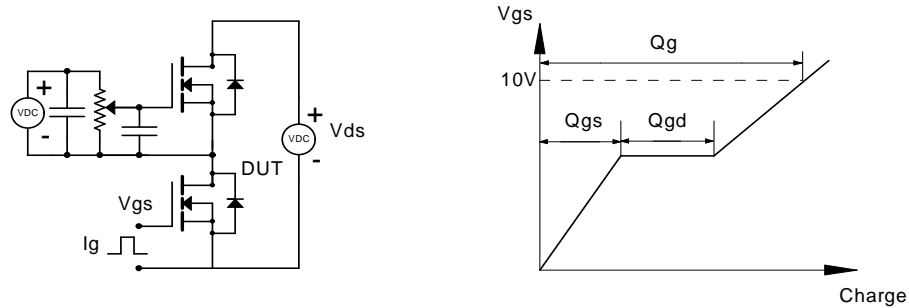 +
VDC
-
DUT
+
VDC
-
Vds
Vgs
Ig
Vgs
Qg
10V
Qgs
Qgd
Charge